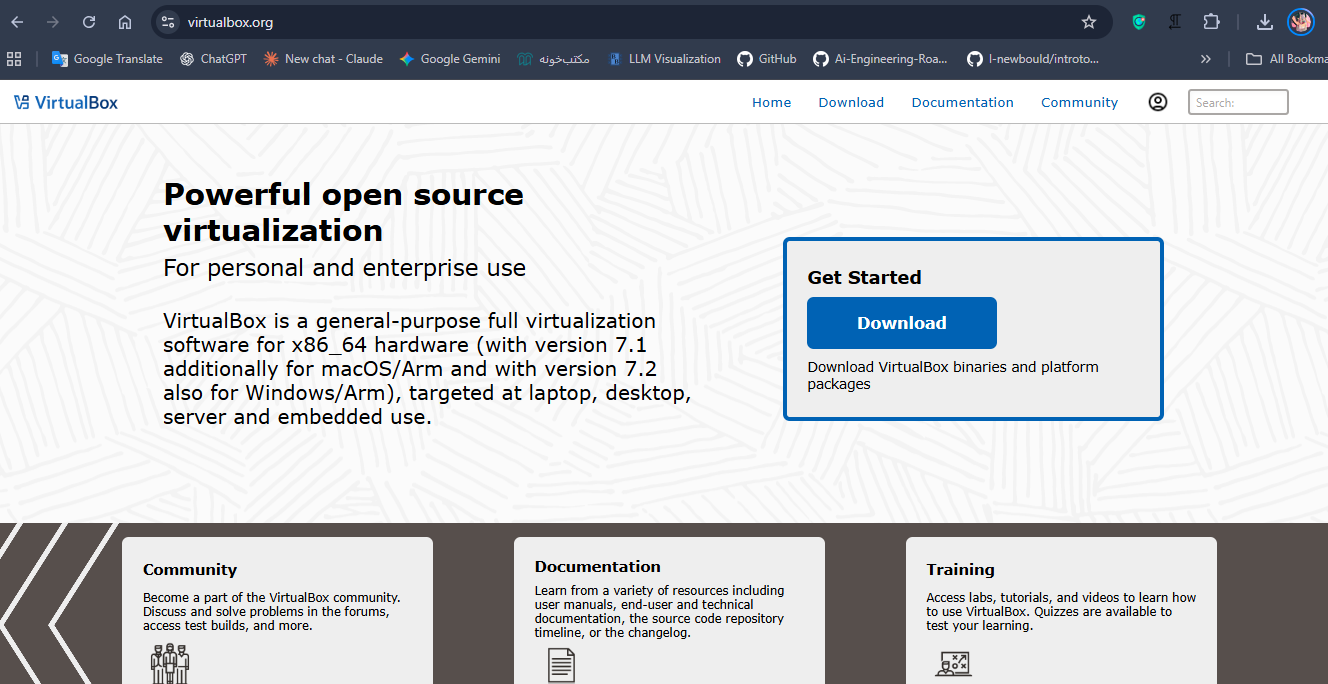 virtualbox.org
Google Translate
ChatGPT
New chat - Claude
Google Gemini
مکتب‌خونه
LLM Visualization
GitHub
Ai-Engineering-Roa...
l-newbould/introto...
All Bookma
VirtualBox
Home
Download
Documentation
Community
Search:
Powerful open source
virtualization
For personal and enterprise use
VirtualBox is a general-purpose full virtualization
software for x86_64 hardware (with version 7.1
additionally for macOS/Arm and with version 7.2
also for Windows/Arm), targeted at laptop, desktop,
server and embedded use.
Get Started
Download
Download VirtualBox binaries and platform
packages
Community
Become a part of the VirtualBox community.
Discuss and solve problems in the forums,
access test builds, and more.
Documentation
Learn from a variety of resources including
user manuals, end-user and technical
documentation, the source code repository
timeline, or the changelog.
Training
Access labs, tutorials, and videos to learn how
to use VirtualBox. Quizzes are available to
test your learning.